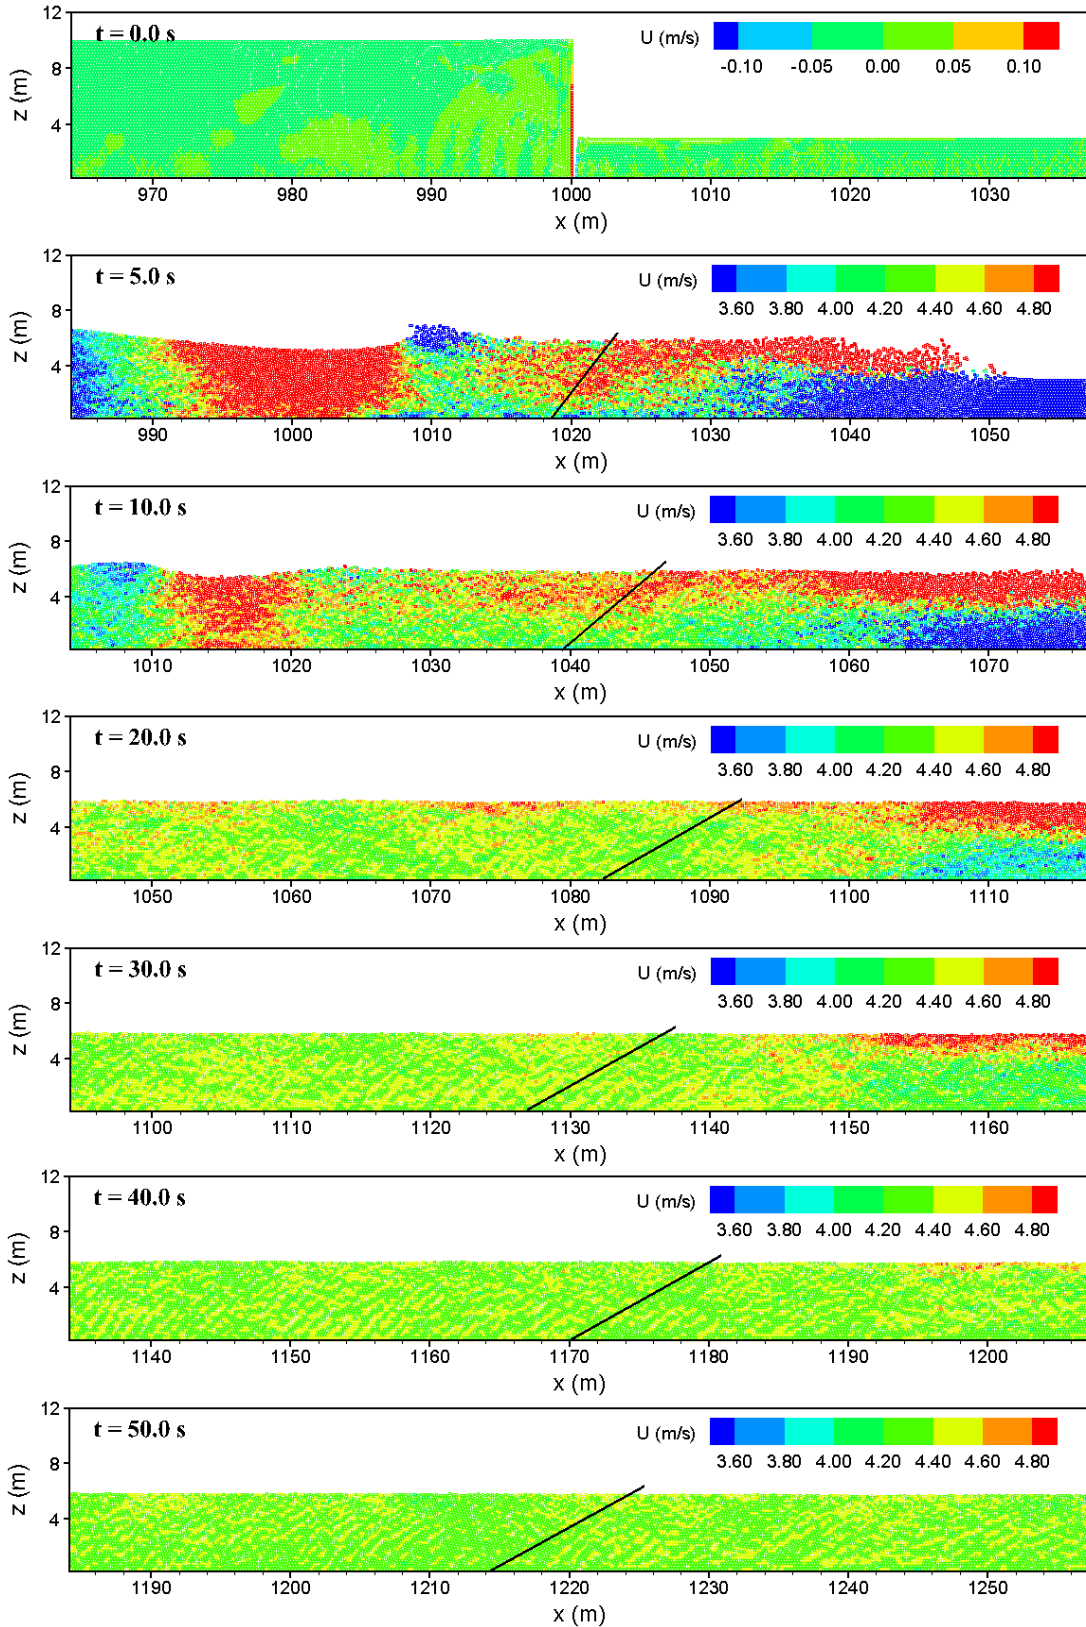 12
t = 0.0 s
U (m/s)
-0.10 -0.05 0.00 0.05 0.10
8
4
z (m)
970 980 990 1000 1010 1020 1030
x (m)
12
t = 5.0 s
U (m/s)
3.60 3.80 4.00 4.20 4.40 4.60 4.80
8
4
z (m)
990 1000 1010 1020 1030 1040 1050
x (m)
12
t = 10.0 s
U (m/s)
3.60 3.80 4.00 4.20 4.40 4.60 4.80
8
4
z (m)
1010 1020 1030 1040 1050 1060 1070
x (m)
12
t = 20.0 s
U (m/s)
3.60 3.80 4.00 4.20 4.40 4.60 4.80
8
4
z (m)
1050 1060 1070 1080 1090 1100 1110
x (m)
12
t = 30.0 s
U (m/s)
3.60 3.80 4.00 4.20 4.40 4.60 4.80
8
4
z (m)
1100 1110 1120 1130 1140 1150 1160
x (m)
12
t = 40.0 s
U (m/s)
3.60 3.80 4.00 4.20 4.40 4.60 4.80
8
4
z (m)
1140 1150 1160 1170 1180 1190 1200
x (m)
12
t = 50.0 s
U (m/s)
3.60 3.80 4.00 4.20 4.40 4.60 4.80
8
4
z (m)
1190 1200 1210 1220 1230 1240 1250
x (m)